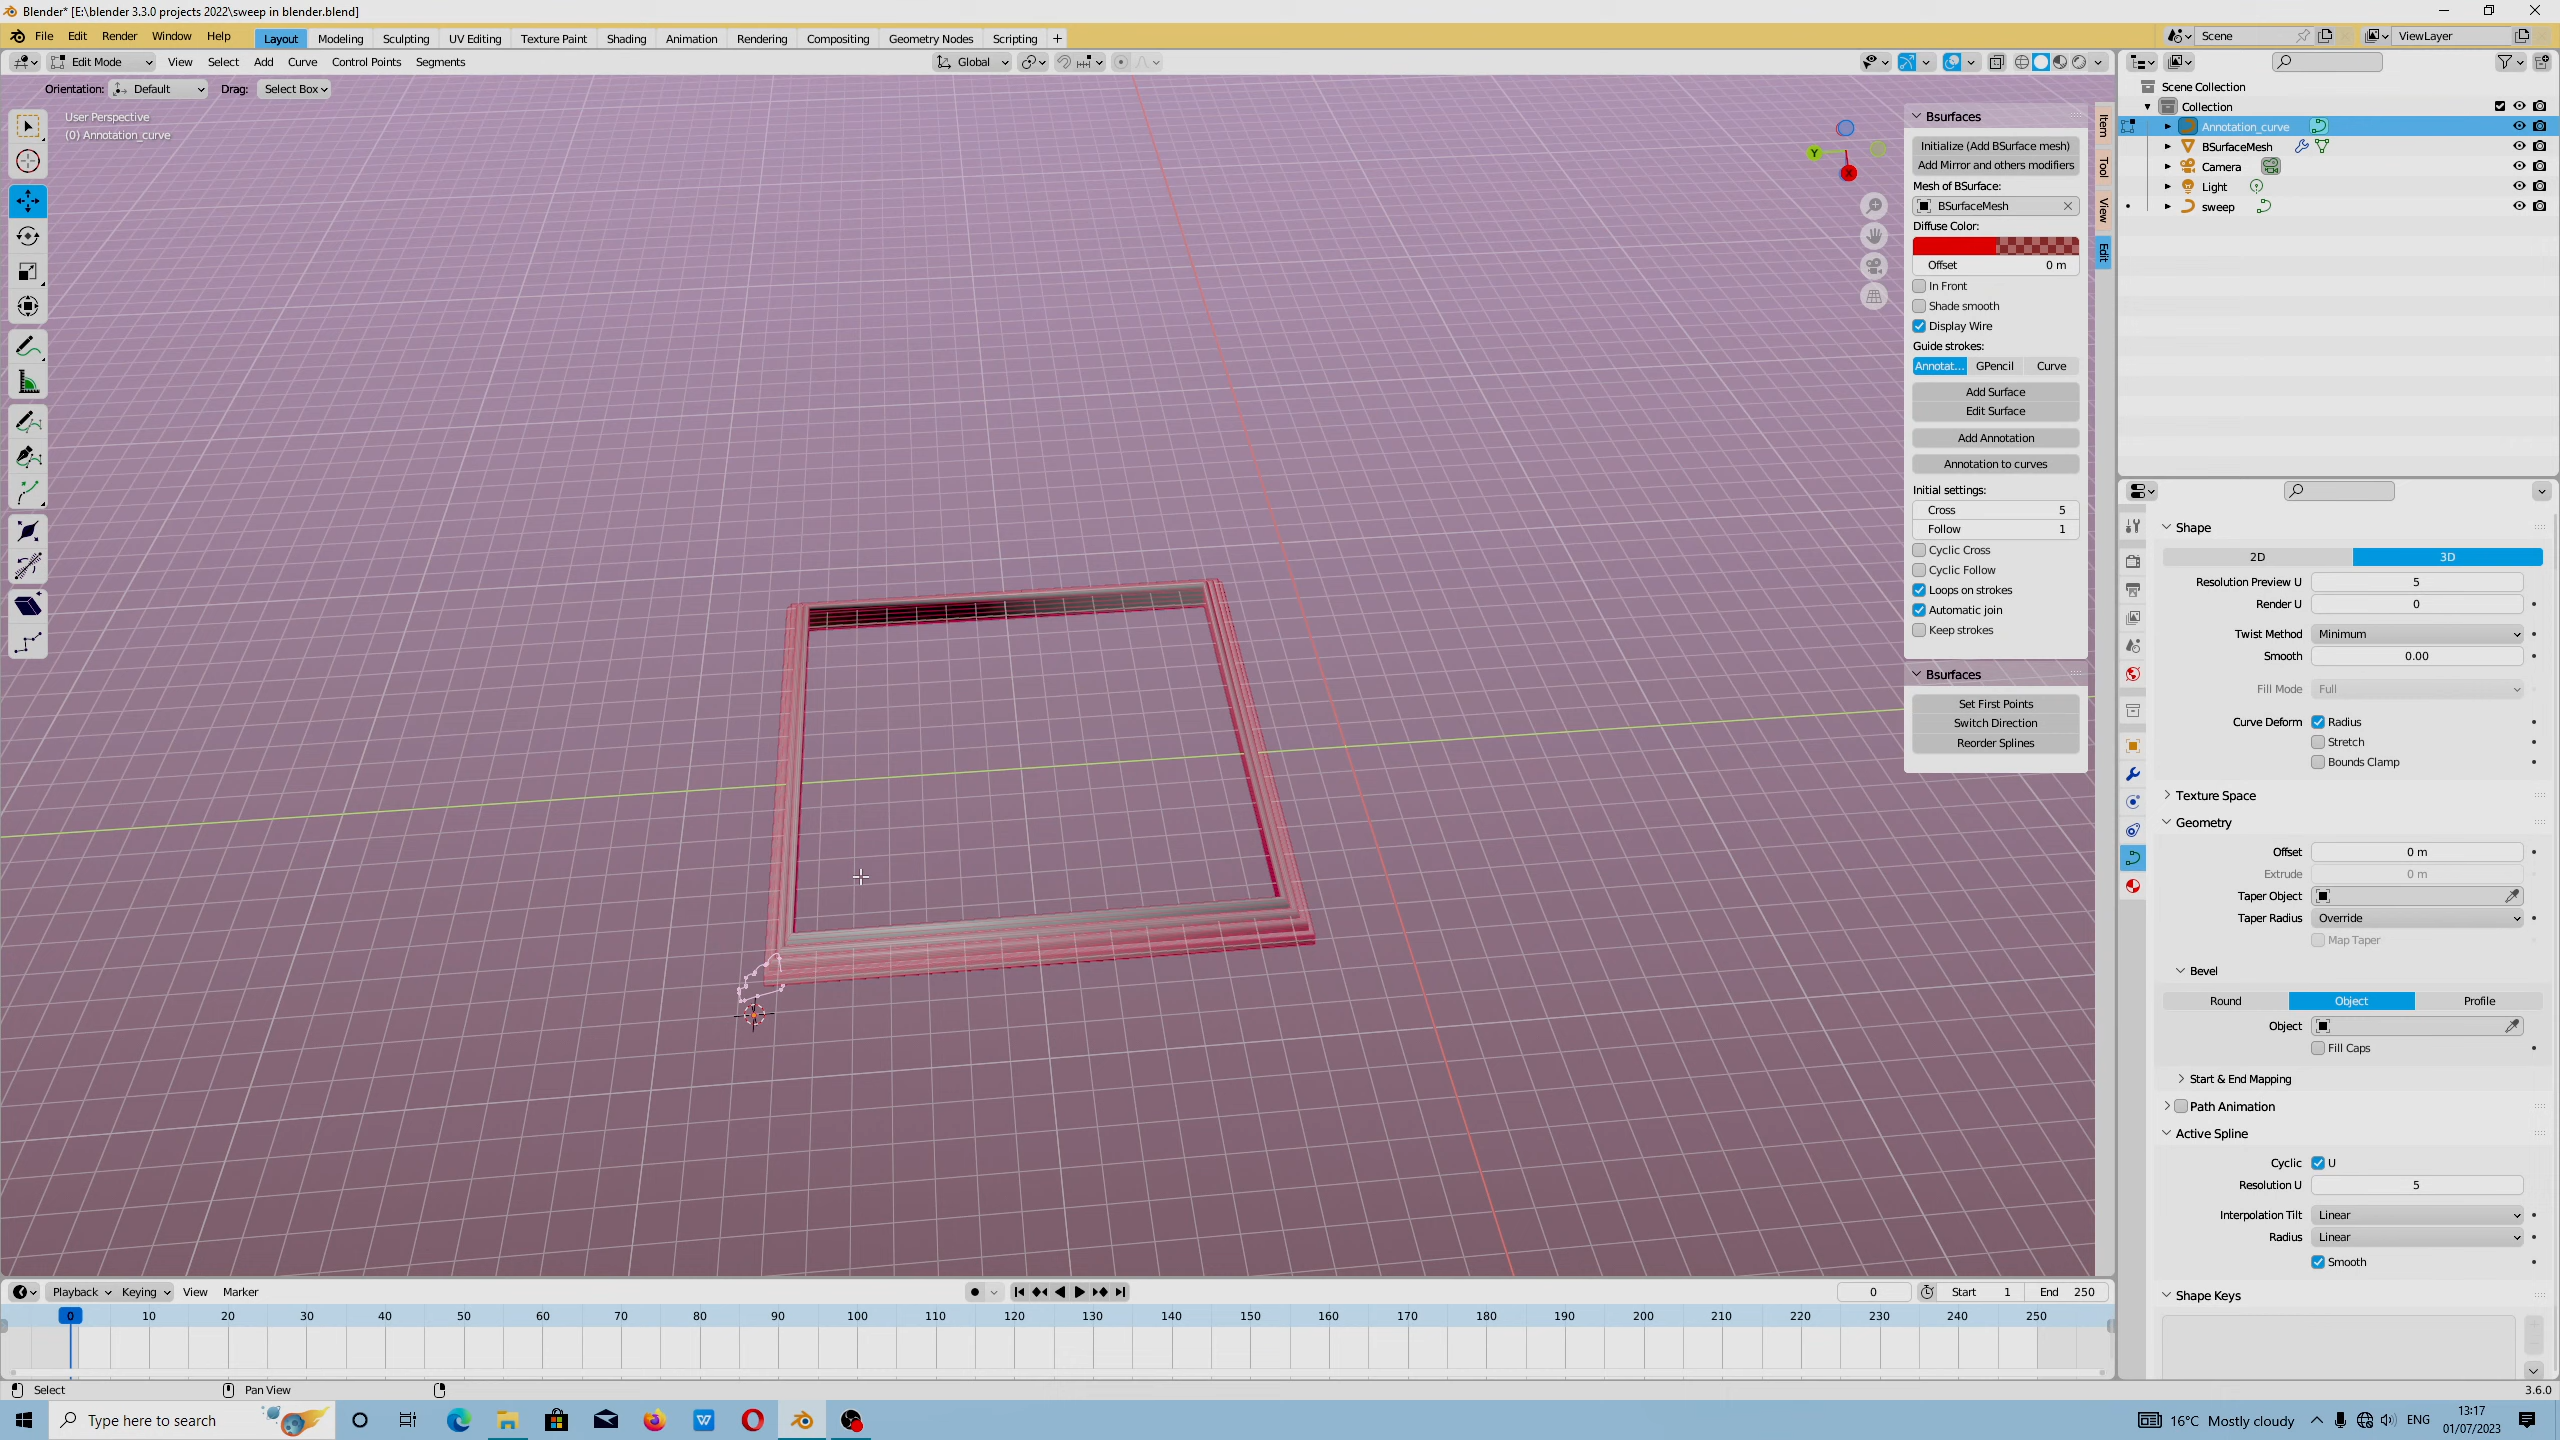 Blender* [E:\blender 3.3.0 projects 2022\sweep in blender.blend]
File Edit Render Window Help Layout Modeling Sculpting UV Editing Texture Paint Shading Animation Rendering Compositing Geometry Nodes Scripting + Scene ViewLayer
Edit Mode View Select Add Curve Control Points Segments Global
Orientation: Default Drag: Select Box
User Perspective
(0) Annotation_curve
Y
X
Bsurfaces
Initialize (Add BSurface mesh)
Add Mirror and others modifiers
Mesh of BSurface:
BSurfaceMesh
Diffuse Color:
Offset 0 m
In Front
Shade smooth
Display Wire
Guide strokes:
Annotat... GPencil Curve
Add Surface
Edit Surface
Add Annotation
Annotation to curves
Initial settings:
Cross 5
Follow 1
Cyclic Cross
Cyclic Follow
Loops on strokes
Automatic join
Keep strokes
Bsurfaces
Set First Points
Switch Direction
Reorder Splines
Item
Tool
View
Edit
Scene Collection
Collection
Annotation_curve
BSurfaceMesh
Camera
Light
sweep
Shape
2D 3D
Resolution Preview U 5
Render U 0
Twist Method Minimum
Smooth 0.00
Fill Mode Full
Curve Deform Radius
Stretch
Bounds Clamp
Texture Space
Geometry
Offset 0 m
Extrude 0 m
Taper Object
Taper Radius Override
Map Taper
Bevel
Round Object Profile
Object
Fill Caps
Start & End Mapping
Path Animation
Active Spline
Cyclic U
Resolution U 5
Interpolation Tilt Linear
Radius Linear
Smooth
Shape Keys
Playback Keying View Marker 0 Start 1 End 250
0 10 20 30 40 50 60 70 80 90 100 110 120 130 140 150 160 170 180 190 200 210 220 230 240 250
Select Pan View 3.6.0
Type here to search 16°C Mostly cloudy ENG 13:17
01/07/2023